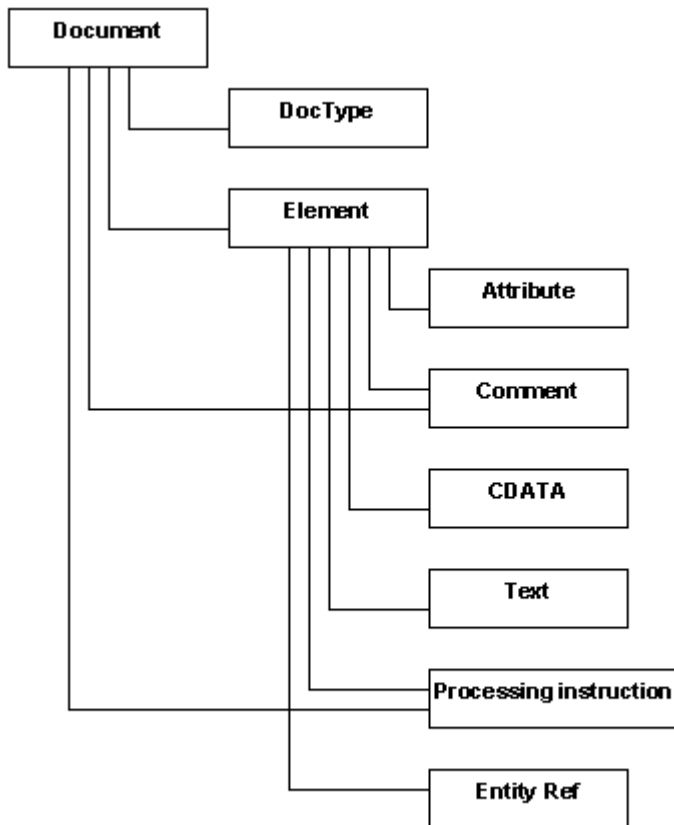 Document
DocType
Element
Attribute
Comment
CDATA
Text
Processing instruction
Entity Ref